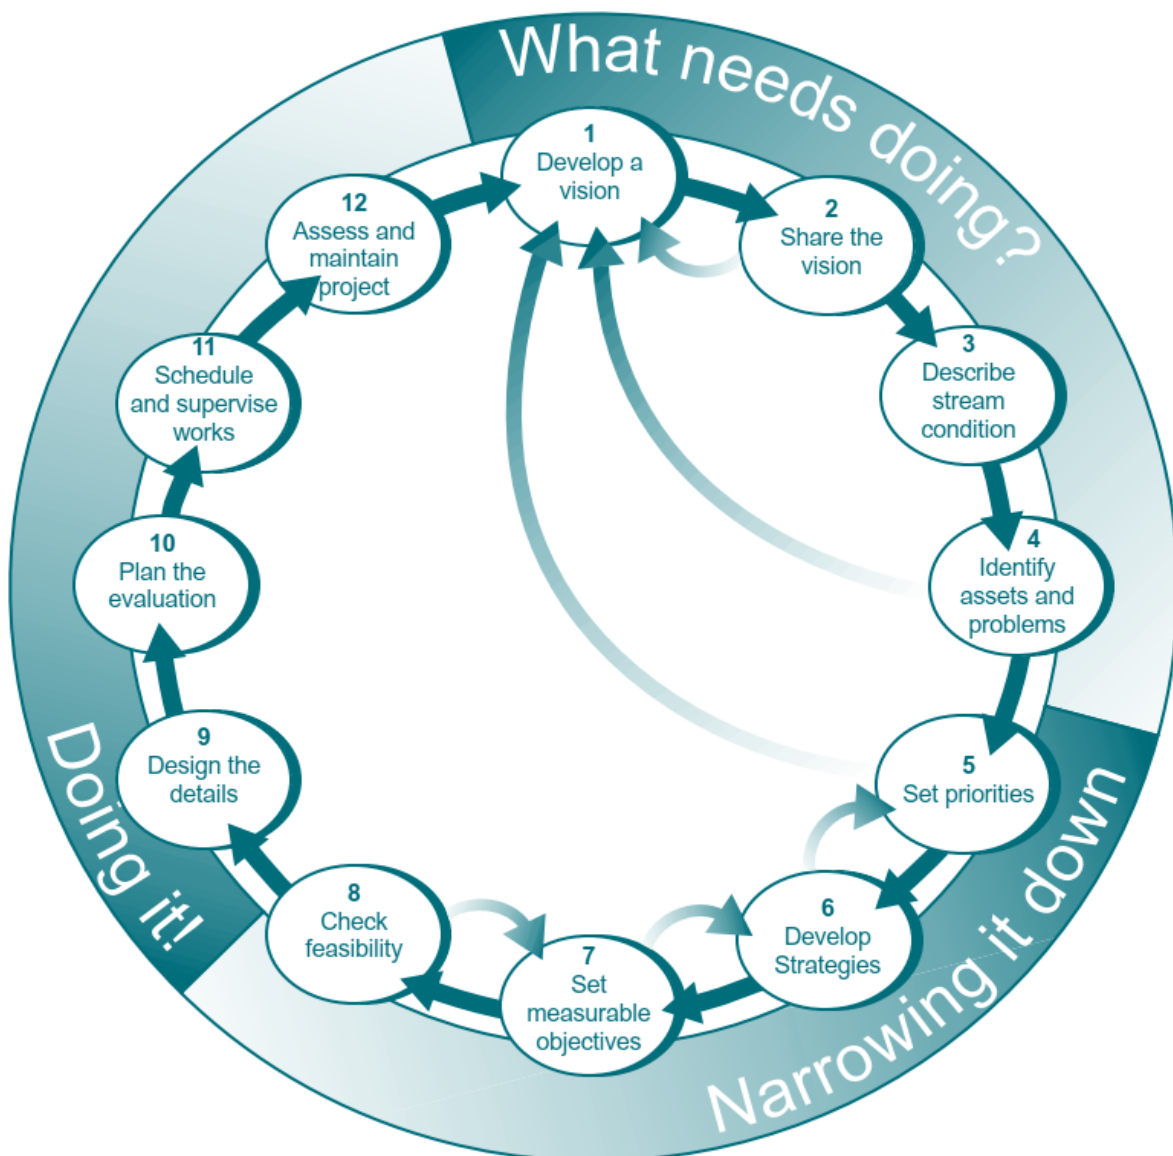 What needs doing?
1
Develop a
vision
2
Share the
vision
3
Describe
stream
condition
4
Identify
assets and
problems
Narrowing it down
5
Set priorities
6
Develop
Strategies
7
Set
measurable
objectives
8
Check
feasibility
Doing it!
9
Design the
details
10
Plan the
evaluation
11
Schedule
and supervise
works
12
Assess and
maintain
project